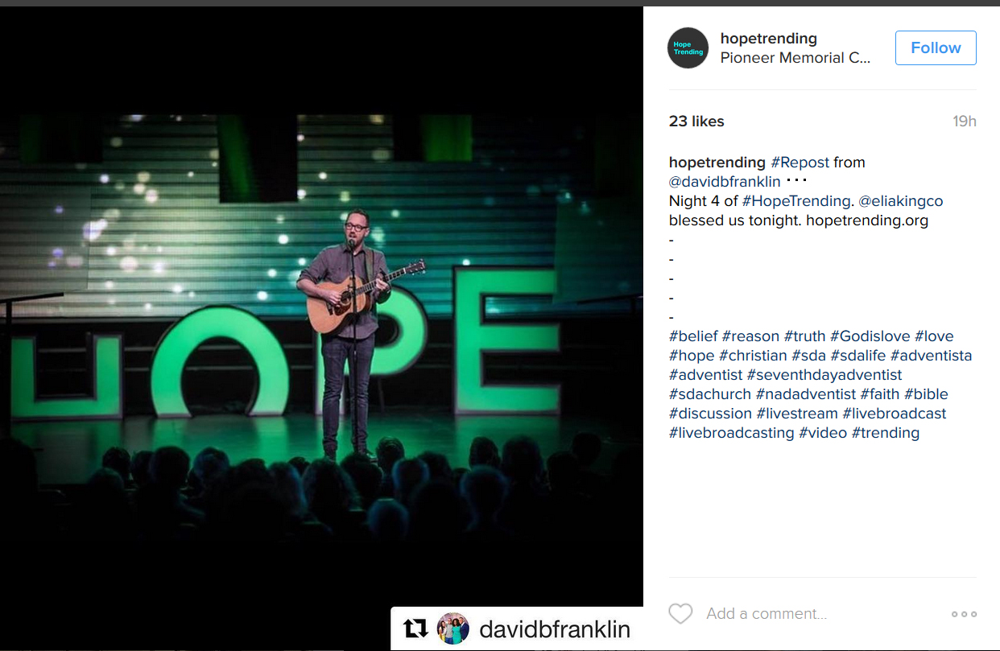 HOPE
davidbfranklin
Hope
Trending
hopetrending
Pioneer Memorial C...
Follow
23 likes
19h
hopetrending #Repost from
@davidbfranklin ・・・
Night 4 of #HopeTrending. @eliakingco
blessed us tonight. hopetrending.org
-
-
-
-
-
#belief #reason #truth #Godislove #love
#hope #christian #sda #sdalife #adventista
#adventist #seventhdayadventist
#sdachurch #nadadventist #faith #bible
#discussion #livestream #livebroadcast
#livebroadcasting #video #trending
Add a comment...